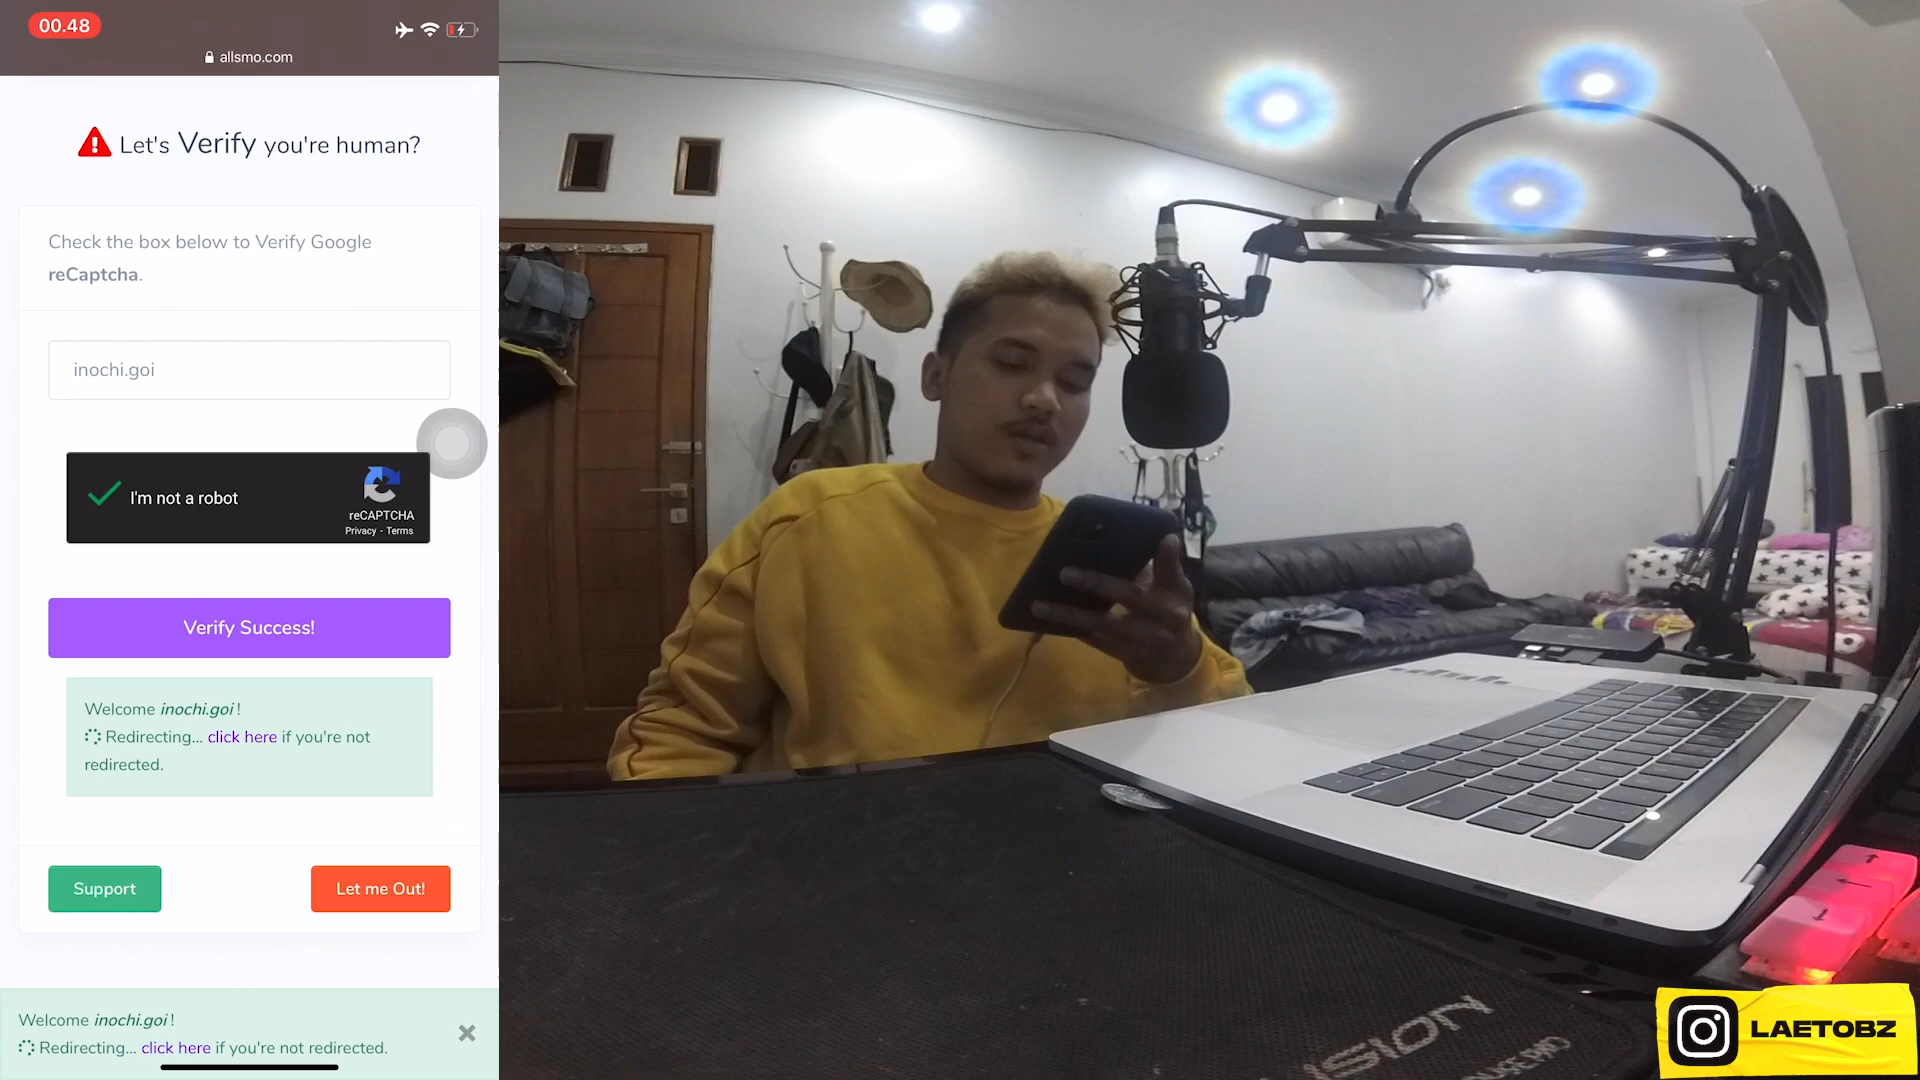 00.48
allsmo.com
Let's Verify you're human?
Check the box below to Verify Google
reCaptcha.
inochi.goi
I'm not a robot
reCAPTCHA
Privacy - Terms
Verify Success!
Welcome inochi.goi !
Redirecting... click here if you're not
redirected.
Support
Let me Out!
Welcome inochi.goi !
Redirecting... click here if you're not redirected.
LAETOBZ